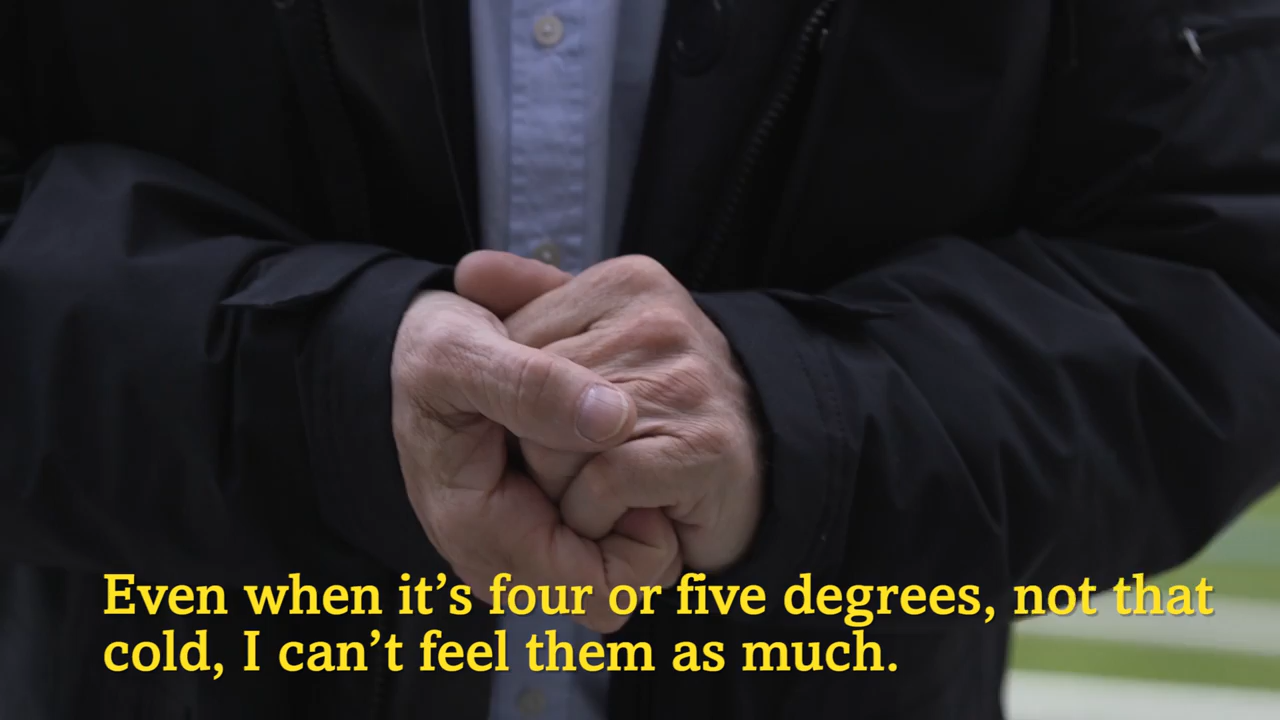 Even when it’s four or five degrees, not that
cold, I can’t feel them as much.